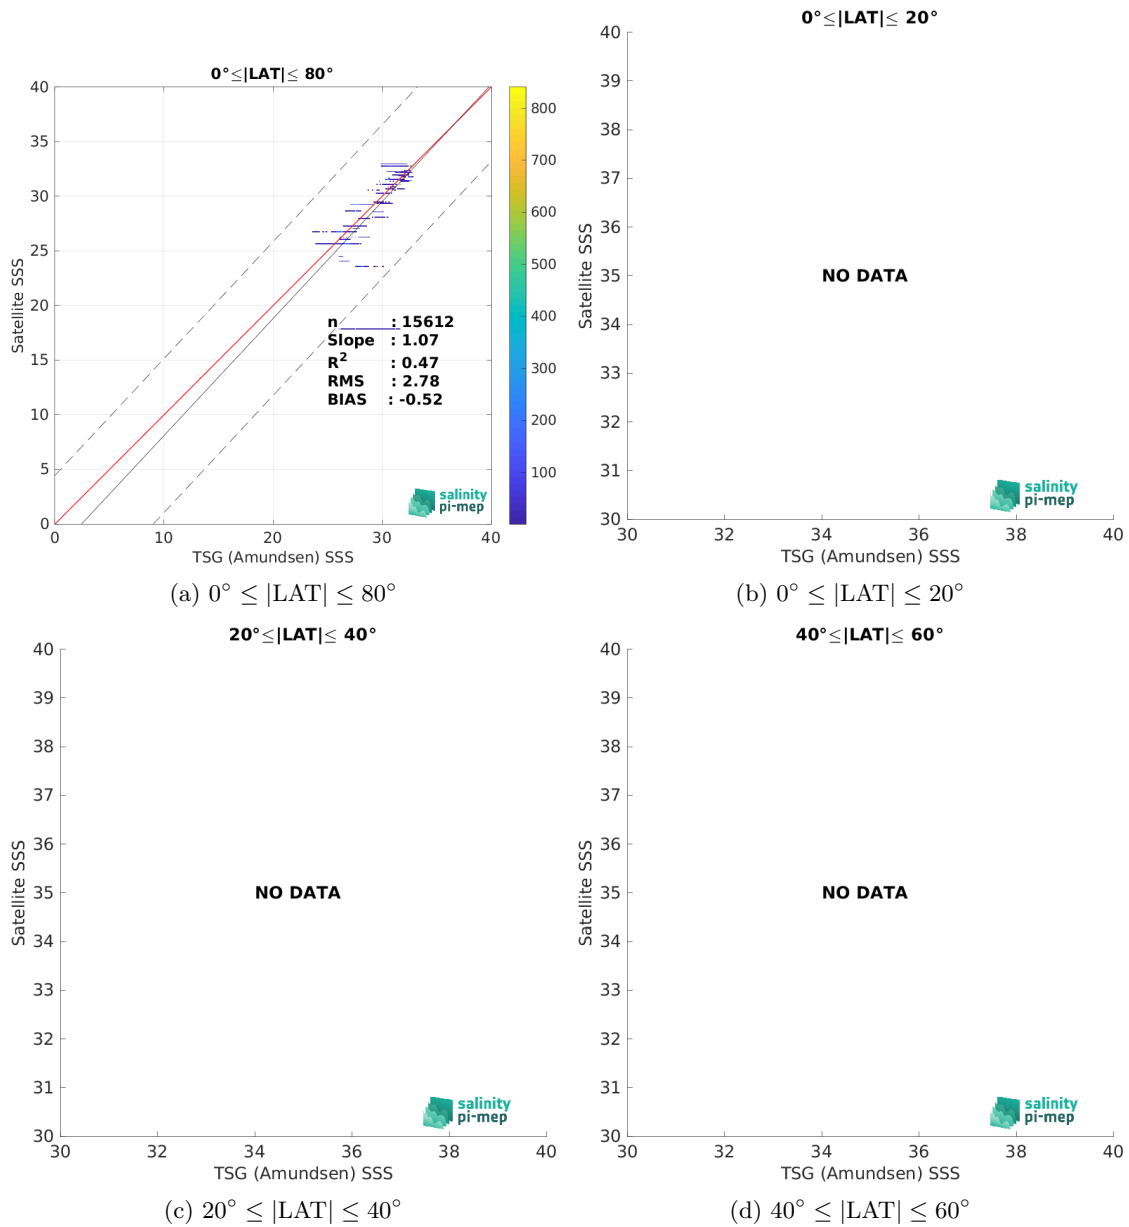 0°≤|LAT|≤ 80°
40
35
30
25
20
15
10
5
0
Satellite SSS
800
700
600
500
400
300
200
100
n : 15612
Slope : 1.07
R2 : 0.47
RMS : 2.78
BIAS : -0.52
salinity
pi-mep
0 10 20 30 40
TSG (Amundsen) SSS
(a) 0° ≤ |LAT| ≤ 80°
0°≤|LAT|≤ 20°
40
39
38
37
36
35
34
33
32
31
30
Satellite SSS
NO DATA
salinity
pi-mep
30 32 34 36 38 40
TSG (Amundsen) SSS
(b) 0° ≤ |LAT| ≤ 20°
20°≤|LAT|≤ 40°
40
39
38
37
36
35
34
33
32
31
30
Satellite SSS
NO DATA
salinity
pi-mep
30 32 34 36 38 40
TSG (Amundsen) SSS
(c) 20° ≤ |LAT| ≤ 40°
40°≤|LAT|≤ 60°
40
39
38
37
36
35
34
33
32
31
30
Satellite SSS
NO DATA
salinity
pi-mep
30 32 34 36 38 40
TSG (Amundsen) SSS
(d) 40° ≤ |LAT| ≤ 60°